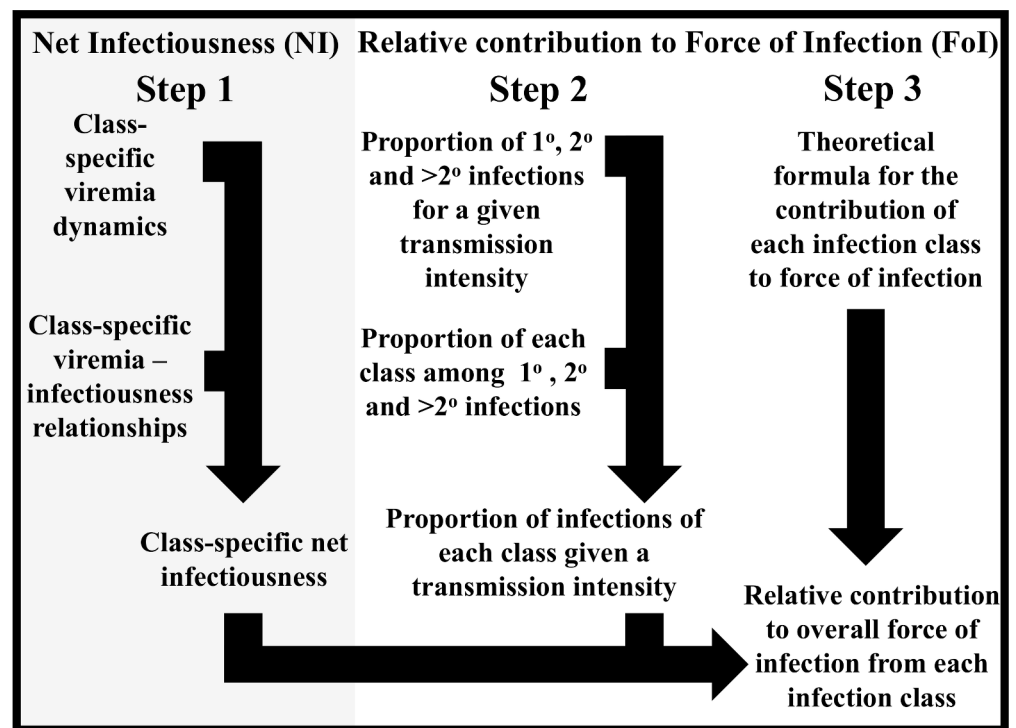 Net Infectiousness (NI)
Relative contribution to Force of Infection (FoI)
Step 1
Class-
specific
viremia
dynamics
Class-specific
viremia –
infectiousness
relationships
Class-specific net
infectiousness
Step 2
Proportion of 1º, 2º
and >2º infections
for a given
transmission
intensity
Proportion of each
class among 1º , 2º
and >2º infections
Proportion of infections of
each class given a
transmission intensity
Step 3
Theoretical
formula for the
contribution of
each infection class
to force of infection
Relative contribution
to overall force of
infection from each
infection class